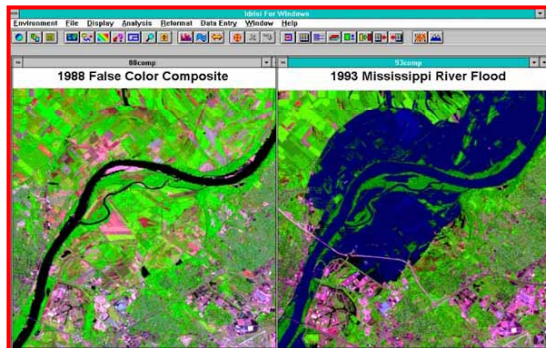 Idrisi For Windows
Environment File Display Analysis Reformat Data Entry Window Help
88comp
93comp
1988 False Color Composite
1993 Mississippi River Flood